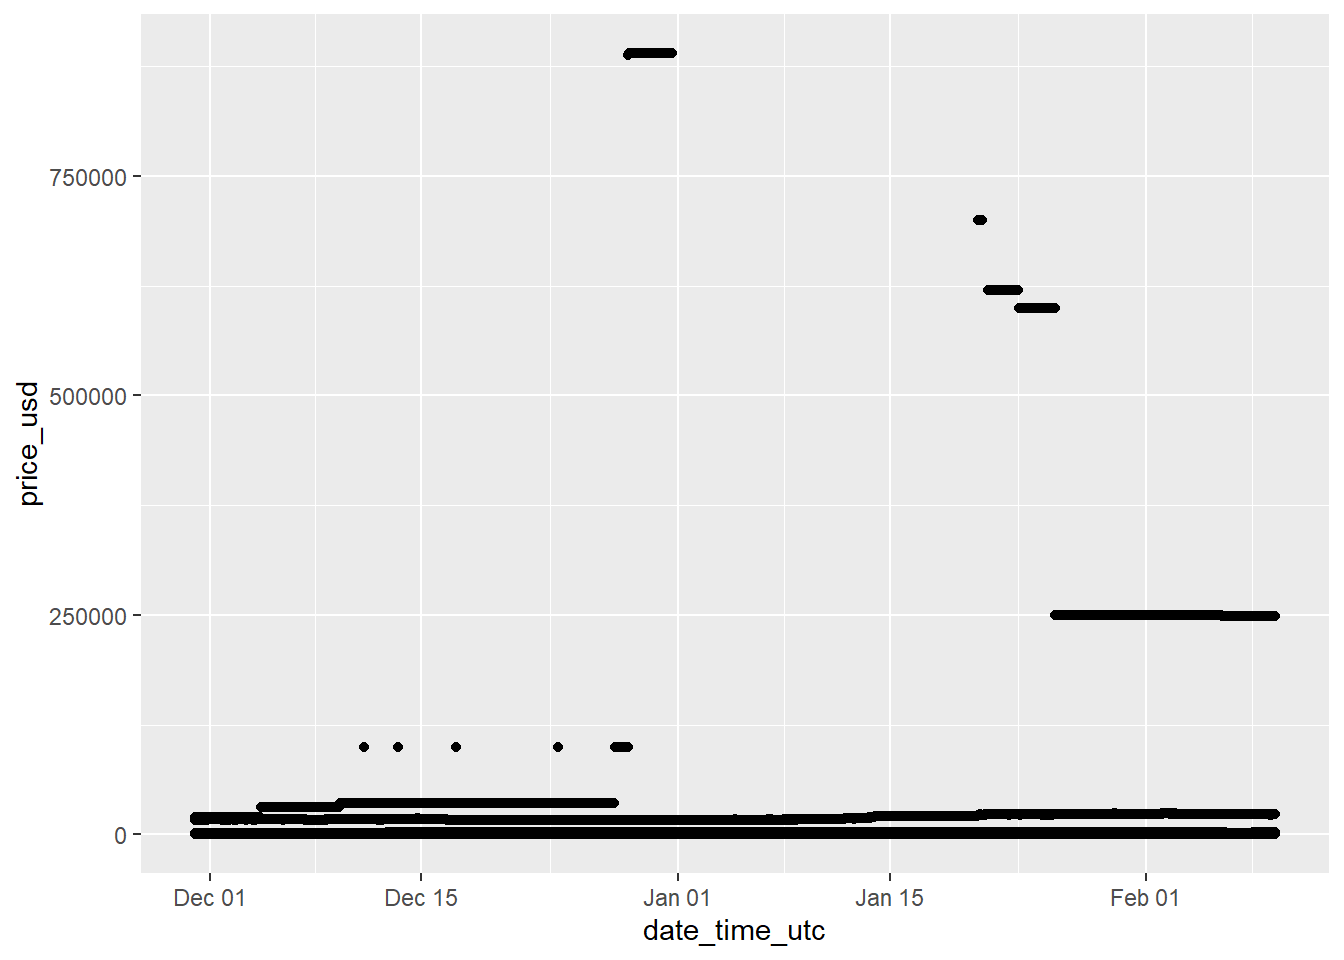 750000
500000
250000
0
price_usd
Dec 01 Dec 15 Jan 01 Jan 15 Feb 01
date_time_utc